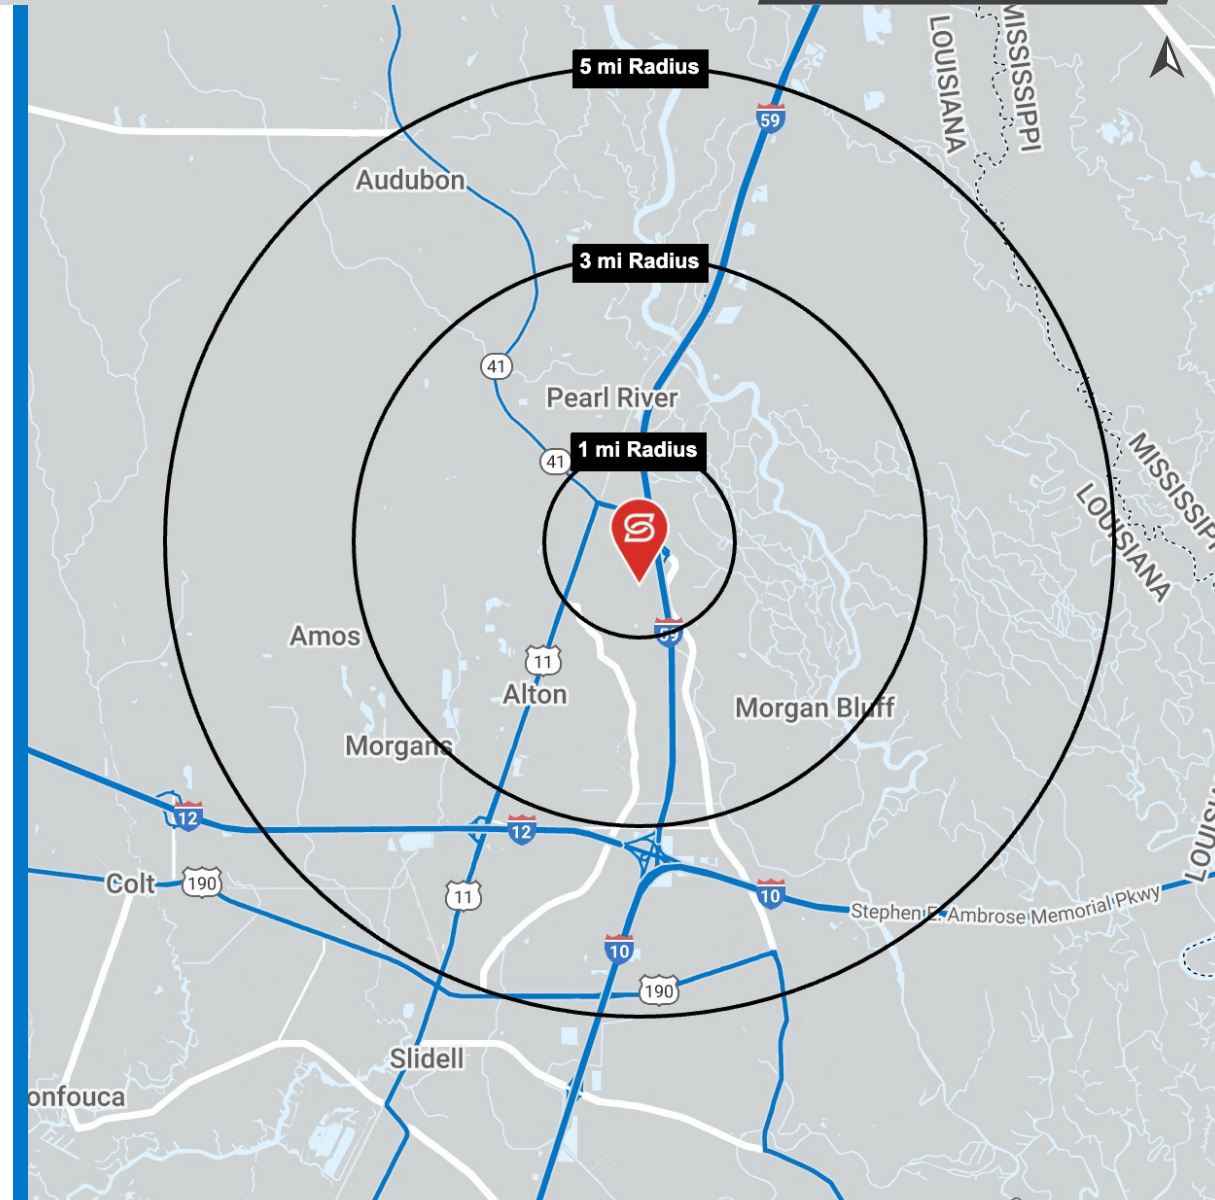 5 mi Radius
LOUISIANA
MISSISSIPPI
59
Audubon
3 mi Radius
41
Pearl River
1 mi Radius
41
MISSISSIPPI
LOUISIANA
59
Amos
11
Alton
Morgan Bluff
Morgans
12
12
Colt
190
11
10
Stephen E. Ambrose Memorial Pkwy
10
190
Slidell
onfouca